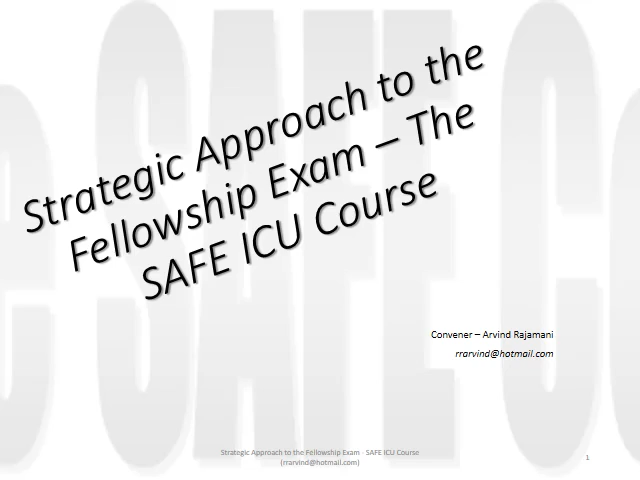 Strategic Approach to the
Fellowship Exam – The
SAFE ICU Course
Convener – Arvind Rajamani
rrarvind@hotmail.com
Strategic Approach to the Fellowship Exam - SAFE ICU Course
(rrarvind@hotmail.com)
1